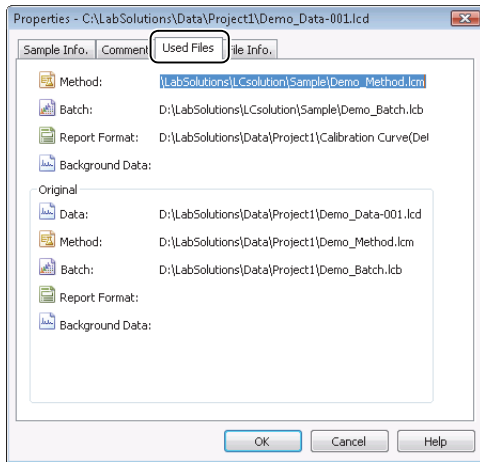 Properties - C:\LabSolutions\Data\Project1\Demo_Data-001.lcd
Sample Info. Comment Used Files File Info.
Method: \LabSolutions\LCsolution\Sample\Demo_Method.lcm
Batch: D:\LabSolutions\LCsolution\Sample\Demo_Batch.lcb
Report Format: D:\LabSolutions\Data\Project1\Calibration Curve(Del
Background Data:
Original
Data: D:\LabSolutions\Data\Project1\Demo_Data-001.lcd
Method: D:\LabSolutions\Data\Project1\Demo_Method.lcm
Batch: D:\LabSolutions\Data\Project1\Demo_Batch.lcb
Report Format:
Background Data:
OK Cancel Help